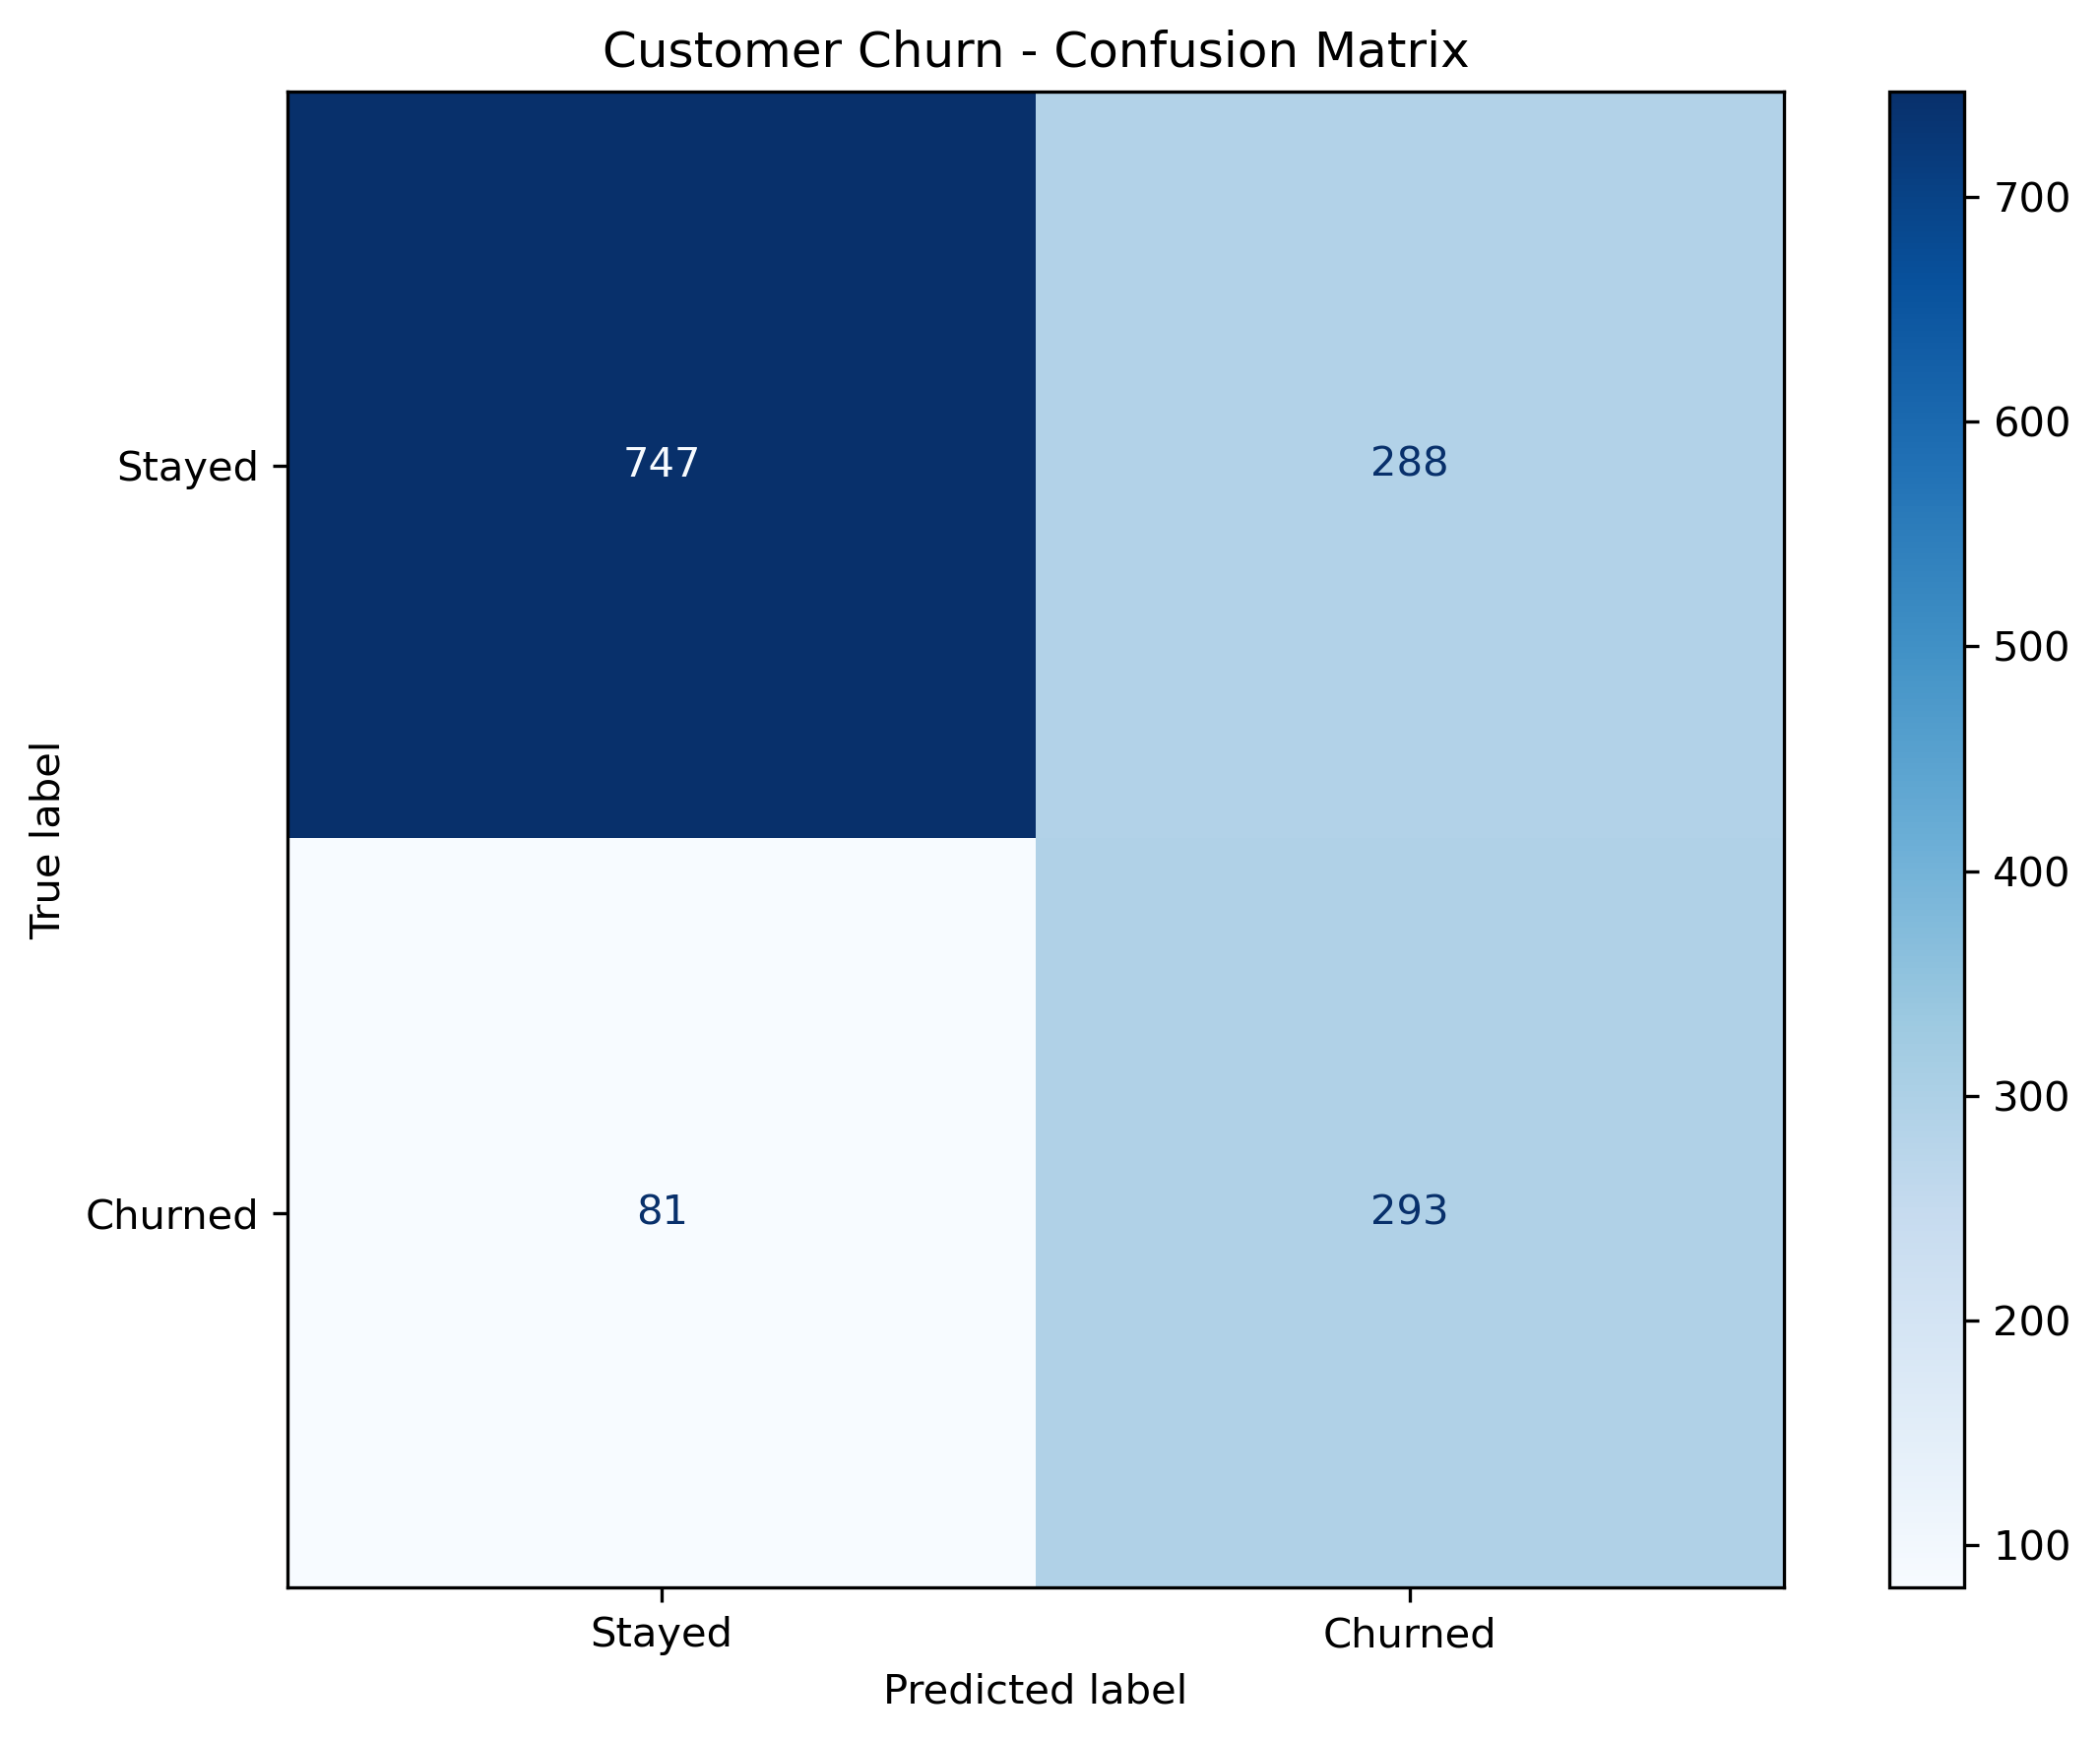 Customer Churn - Confusion Matrix
True label
Stayed
Churned
747
288
81
293
Stayed
Churned
Predicted label
700
600
500
400
300
200
100